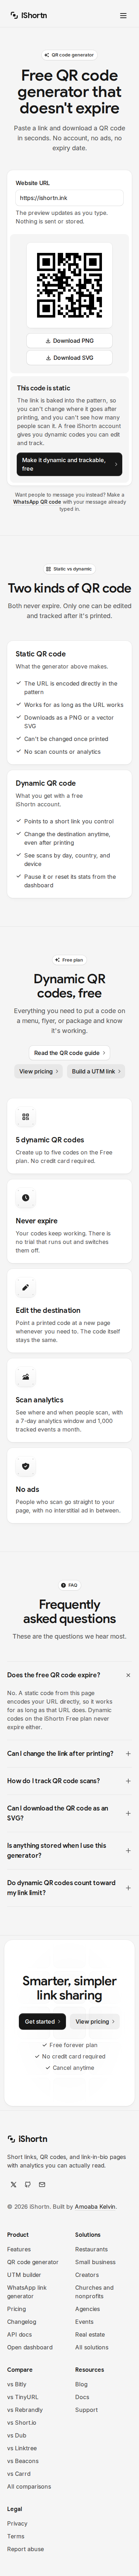 iShortn
QR code generator
Free QR code
generator that
doesn't expire
Paste a link and download a QR code
in seconds. No account, no ads, no
expiry date.
Website URL
https://ishortn.ink
The preview updates as you type.
Nothing is sent or stored.
Download PNG
Download SVG
This code is static
The link is baked into the pattern, so
you can't change where it goes after
printing, and you can't see how many
people scan it. A free iShortn account
gives you dynamic codes you can edit
and track.
Make it dynamic and trackable,
free
Want people to message you instead? Make a
WhatsApp QR code with your message already
typed in.
Static vs dynamic
Two kinds of QR code
Both never expire. Only one can be edited
and tracked after it's printed.
Static QR code
What the generator above makes.
The URL is encoded directly in the
pattern
Works for as long as the URL works
Downloads as a PNG or a vector
SVG
Can't be changed once printed
No scan counts or analytics
Dynamic QR code
What you get with a free
iShortn account.
Points to a short link you control
Change the destination anytime,
even after printing
See scans by day, country, and
device
Pause it or reset its stats from the
dashboard
Free plan
Dynamic QR
codes, free
Everything you need to put a code on
a menu, flyer, or package and know
it's working.
Read the QR code guide
View pricing
Build a UTM link
5 dynamic QR codes
Create up to five codes on the Free
plan. No credit card required.
Never expire
Your codes keep working. There is
no trial that runs out and switches
them off.
Edit the destination
Point a printed code at a new page
whenever you need to. The code itself
stays the same.
Scan analytics
See where and when people scan, with
a 7-day analytics window and 1,000
tracked events a month.
No ads
People who scan go straight to your
page, with no interstitial ad in between.
FAQ
Frequently
asked questions
These are the questions we hear most.
Does the free QR code expire?
No. A static code from this page
encodes your URL directly, so it works
for as long as that URL does. Dynamic
codes on the iShortn Free plan never
expire either.
Can I change the link after printing?
How do I track QR code scans?
Can I download the QR code as an
SVG?
Is anything stored when I use this
generator?
Do dynamic QR codes count toward
my link limit?
Smarter, simpler
link sharing
Get started
View pricing
Free forever plan
No credit card required
Cancel anytime
iShortn
Short links, QR codes, and link-in-bio pages
with analytics you can actually read.
© 2026 iShortn. Built by Amoaba Kelvin.
Product
Features
QR code generator
UTM builder
WhatsApp link
generator
Pricing
Changelog
API docs
Open dashboard
Solutions
Restaurants
Small business
Creators
Churches and
nonprofits
Agencies
Events
Real estate
All solutions
Compare
vs Bitly
vs TinyURL
vs Rebrandly
vs Short.io
vs Dub
vs Linktree
vs Beacons
vs Carrd
All comparisons
Resources
Blog
Docs
Support
Legal
Privacy
Terms
Report abuse